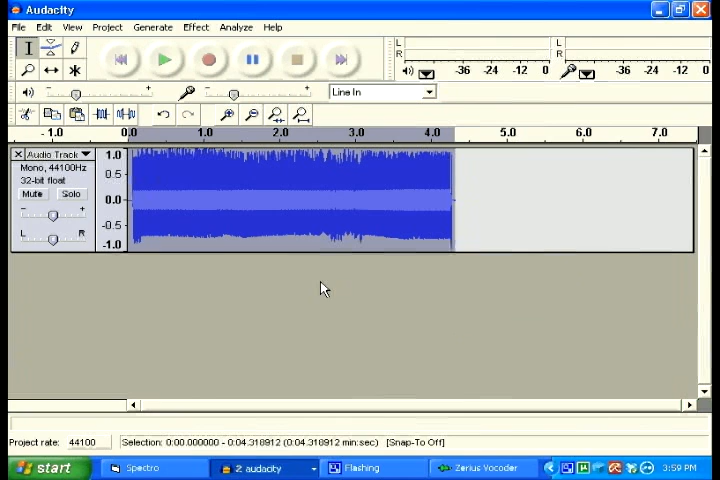 Audacity
File Edit View Project Generate Effect Analyze Help
L
R
-36 -24 -12 0
L
R
-36 -24 -12 0
- + - + Line In
- 1.0 0.0 1.0 2.0 3.0 4.0 5.0 6.0 7.0
Audio Track
Mono, 44100Hz
32-bit float
Mute Solo
- +
L R
1.0
0.5
0.0
-0.5
-1.0
Project rate: 44100 Selection: 0:00.000000 - 0:04.318912 (0:04.318912 min:sec) [Snap-To Off]
start Spectro 2 audacity Flashing Zerius Vocoder 3:59 PM